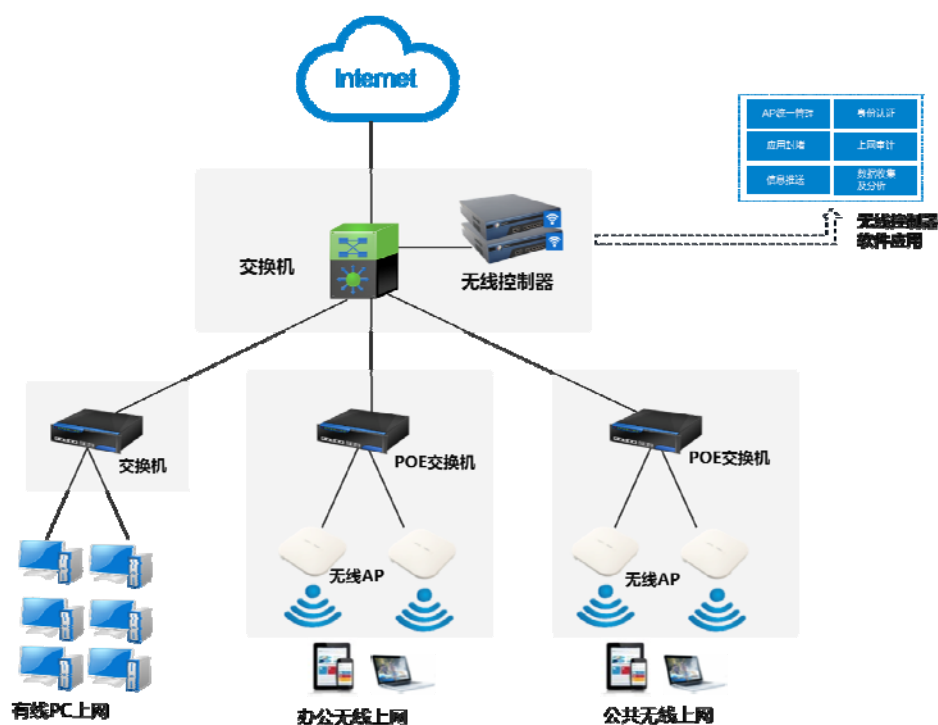 Internet
AP统一管理
身份认证
应用封堵
上网审计
信息推送
数据收集
及分析
无线控制器
软件应用
交换机
无线控制器
交换机
POE交换机
POE交换机
无线AP
无线AP
有线PC上网
办公无线上网
公共无线上网